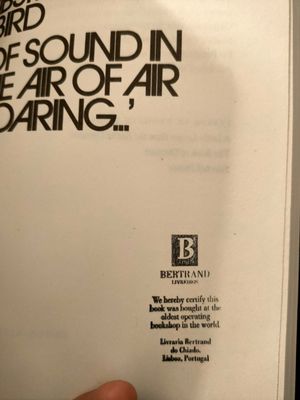 BIRD
OF SOUND IN
E AIR OF AIR
OARING...'
B
BERTRAND
LIVREIROS
We hereby certify this
book was bought at the
oldest operating
bookshop in the world
Livraria Bertrand
do Chiado,
Lisboa, Portugal